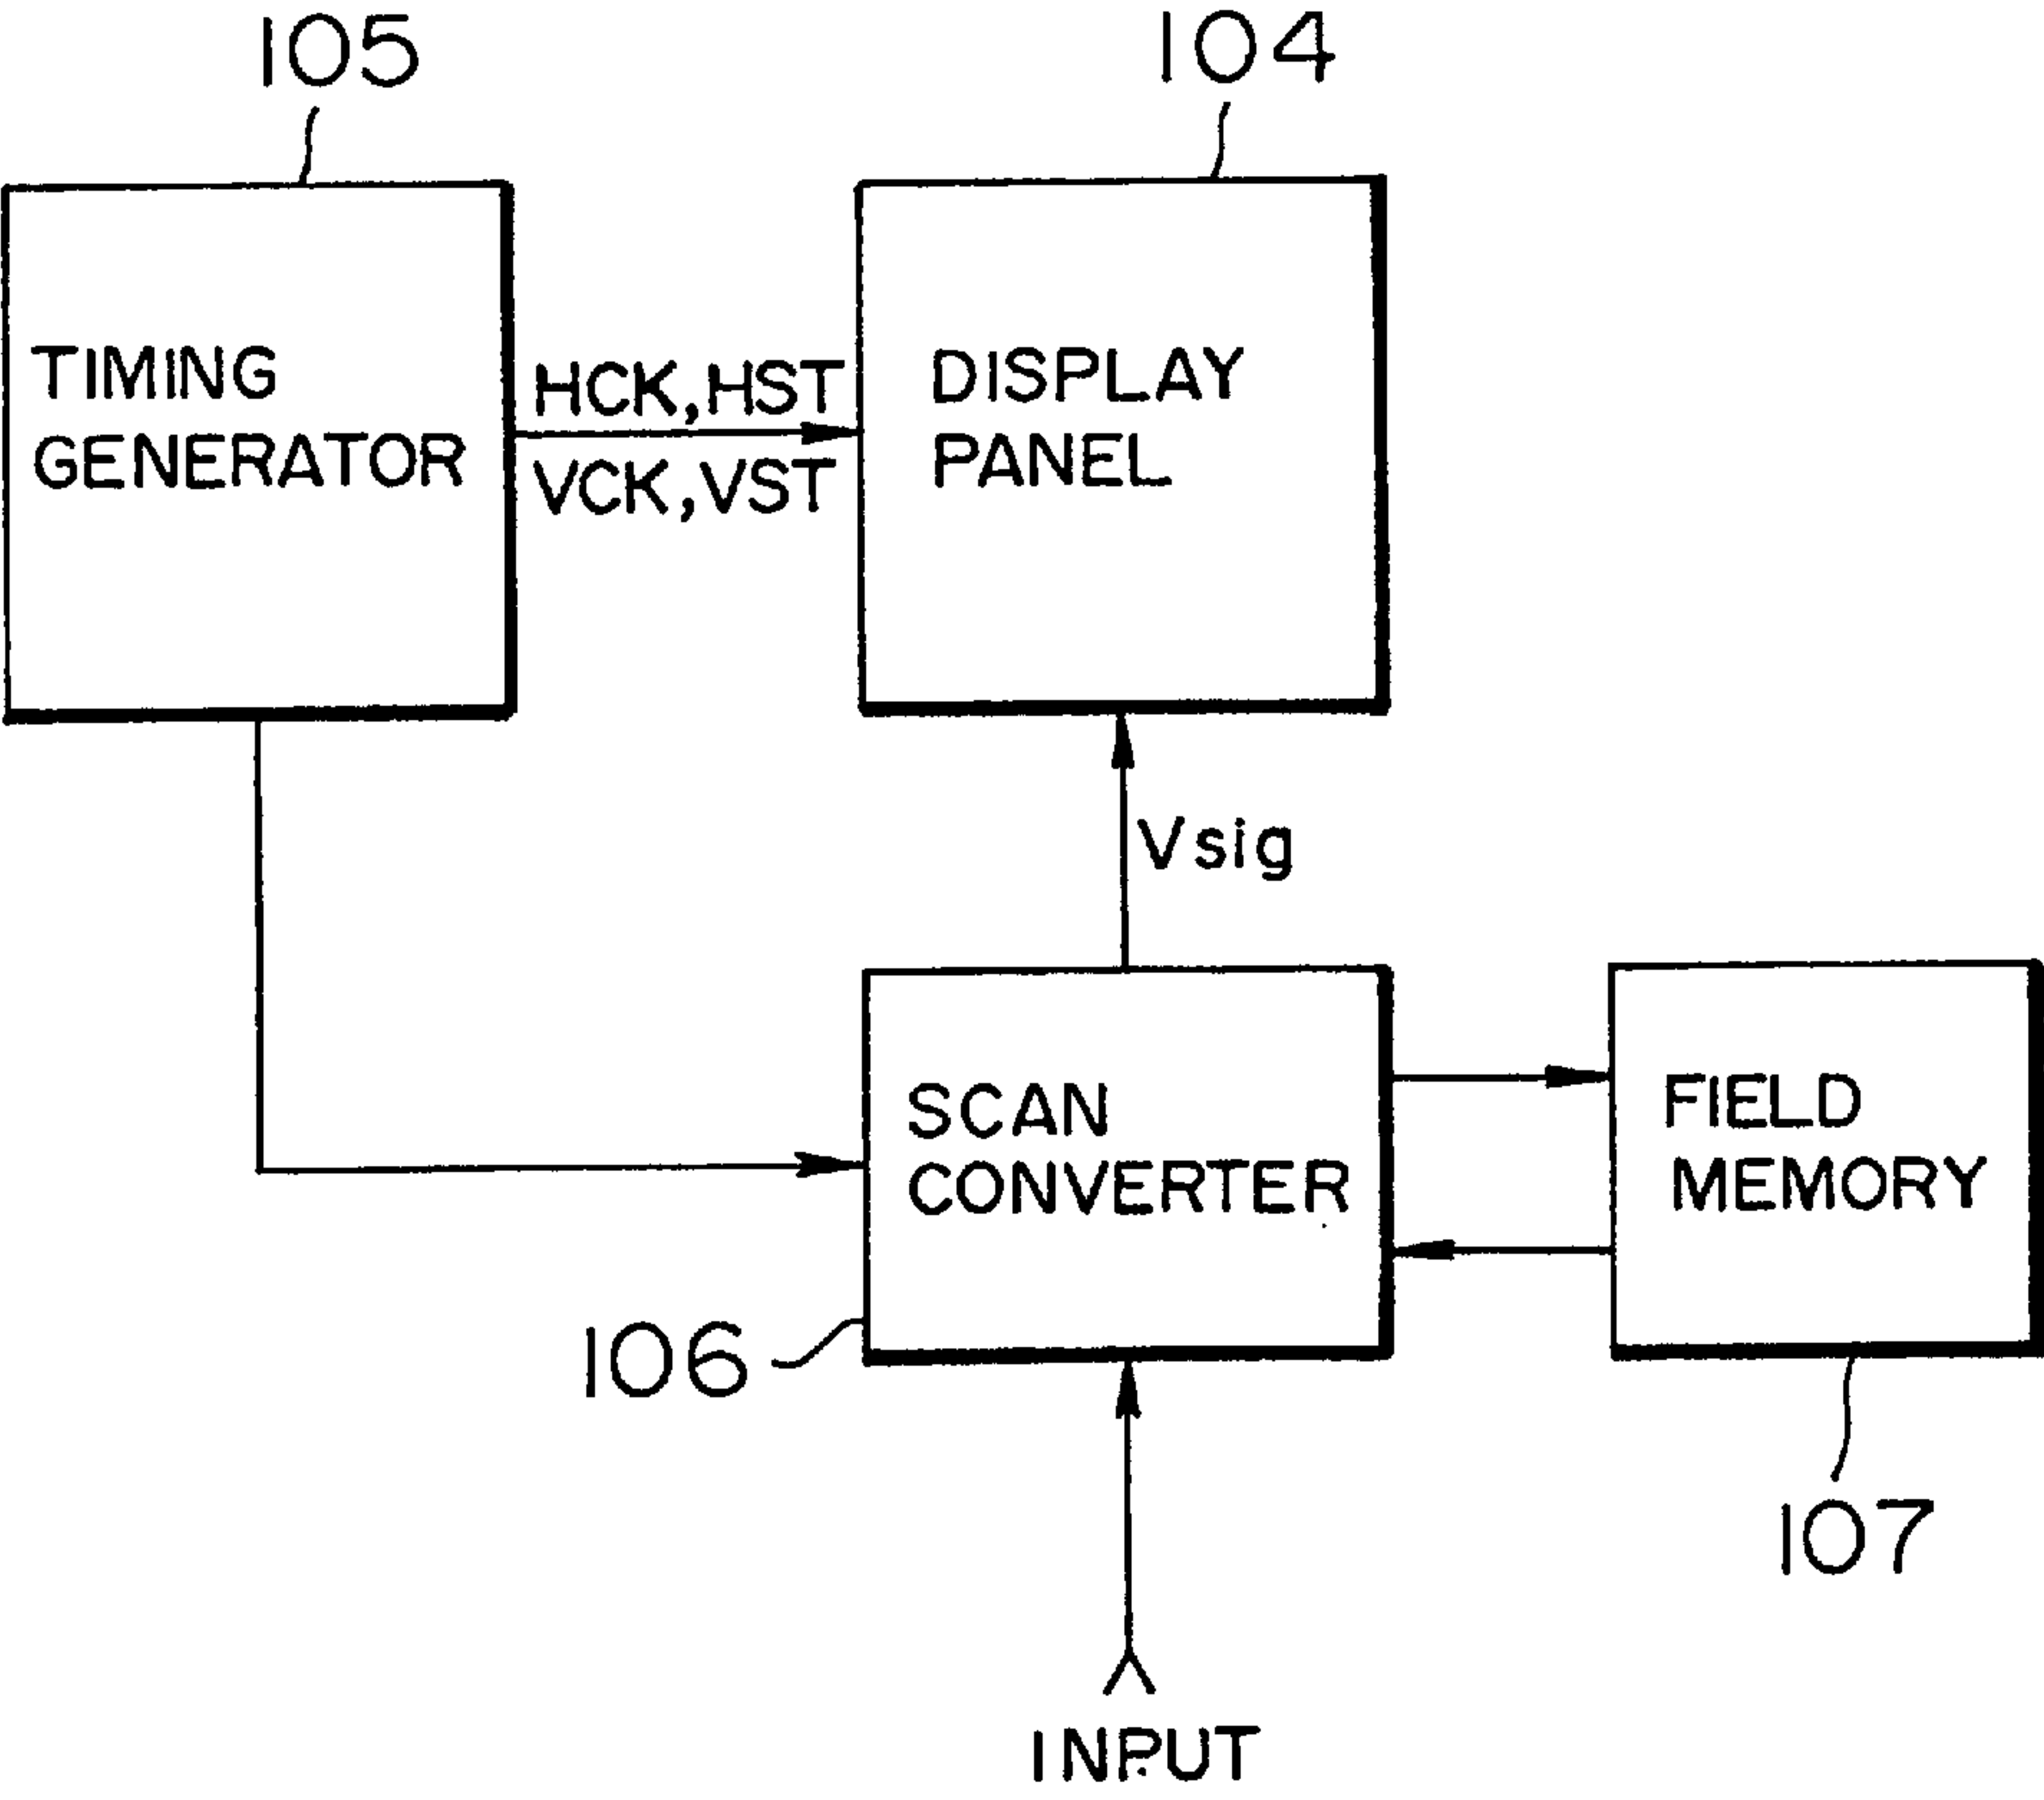 105
104
TIMING
GENERATOR
HCK,HST
VCK,VST
DISPLAY
PANEL
Vsig
SCAN
CONVERTER
FIELD
MEMORY
106
107
INPUT